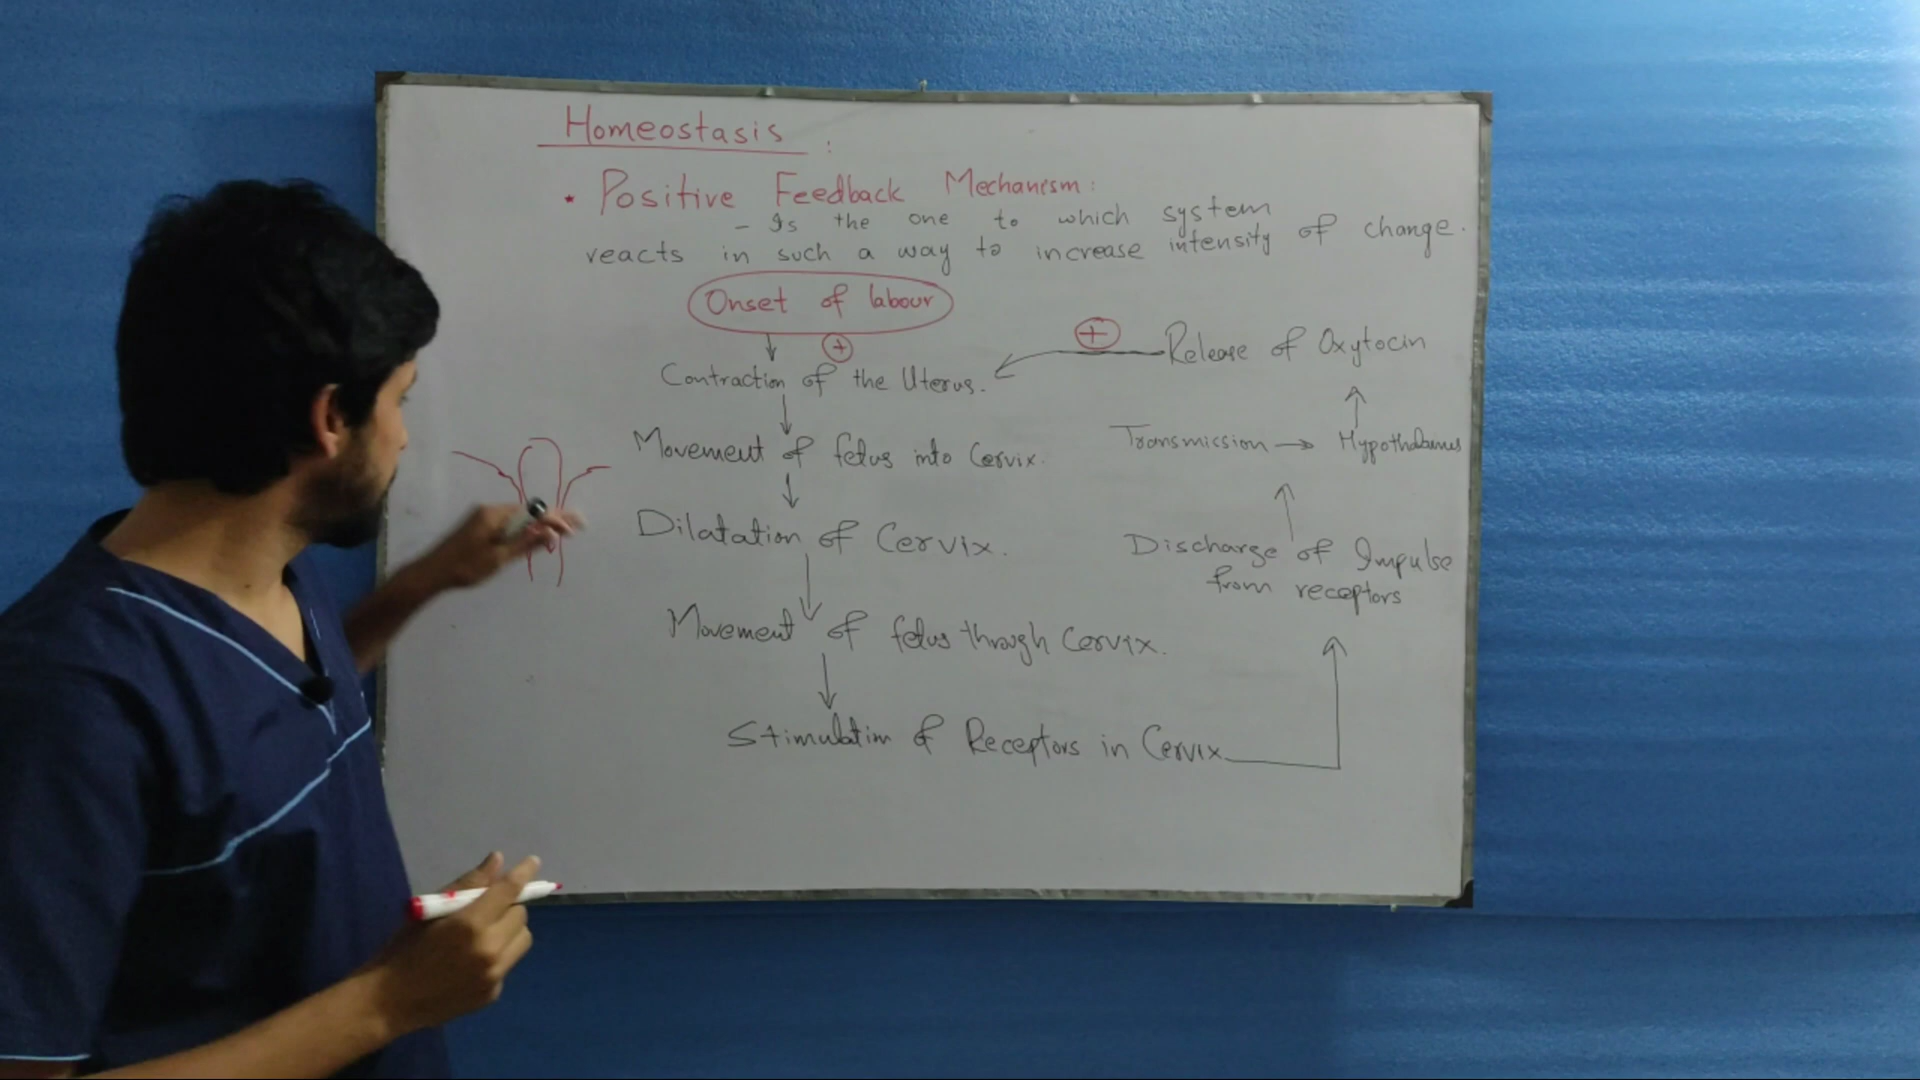 Homeostasis :
* Positive Feedback Mechanism :
- Is the one to which system
reacts in such a way to increase intensity of change.
Onset of labour
+
Contraction of the Uterus.
Movement of fetus into Cervix.
Dilatation of Cervix.
Movement of fetus through Cervix.
Stimulation of Receptors in Cervix
Discharge of Impulse
from receptors
Transmission → Hypothalamus
Release of Oxytocin
+